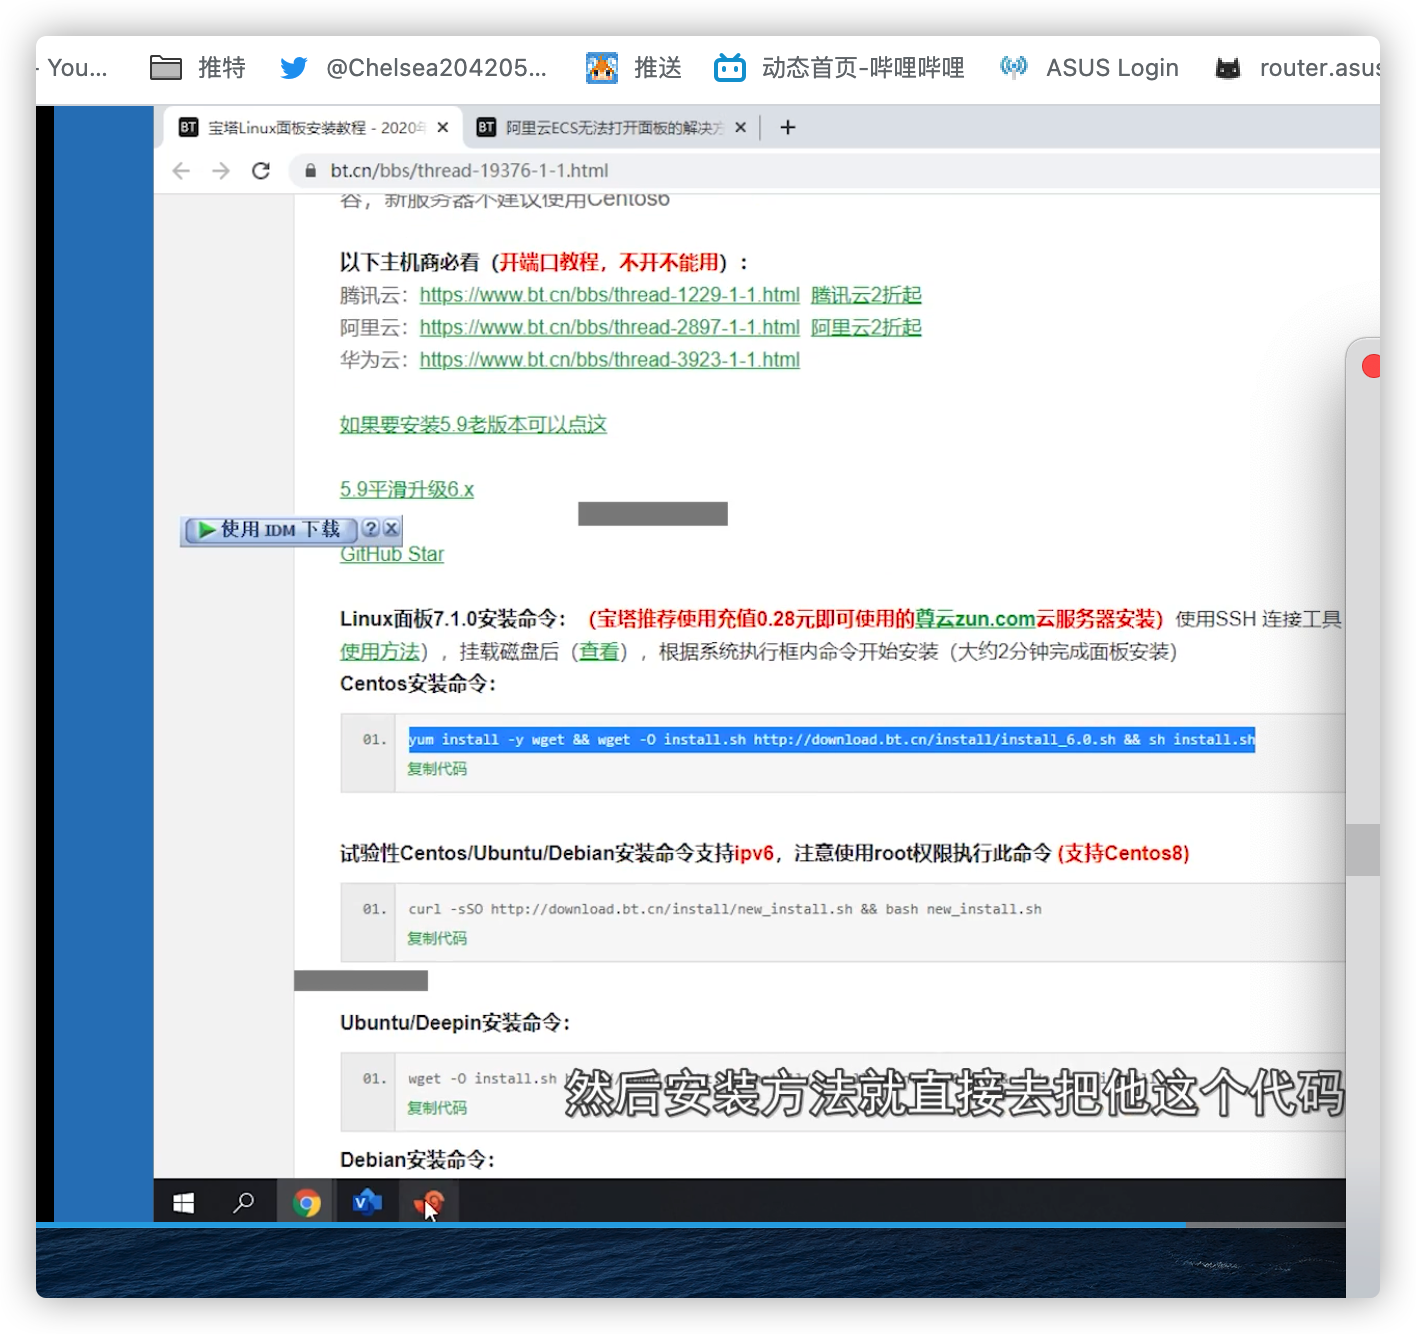 - You...
推特
@Chelsea204205...
推送
动态首页-哔哩哔哩
ASUS Login
router.asus
宝塔Linux面板安装教程 - 2020年
阿里云ECS无法打开面板的解决方
bt.cn/bbs/thread-19376-1-1.html
容，新服务器不建议使用Centos6
以下主机商必看（开端口教程，不开不能用）：
腾讯云：https://www.bt.cn/bbs/thread-1229-1-1.html 腾讯云2折起
阿里云：https://www.bt.cn/bbs/thread-2897-1-1.html 阿里云2折起
华为云：https://www.bt.cn/bbs/thread-3923-1-1.html
如果要安装5.9老版本可以点这
5.9平滑升级6.x
使用 IDM 下载
GitHub Star
Linux面板7.1.0安装命令：（宝塔推荐使用充值0.28元即可使用的尊云zun.com云服务器安装）使用SSH 连接工具
使用方法），挂载磁盘后（查看），根据系统执行框内命令开始安装（大约2分钟完成面板安装）
Centos安装命令：
01. yum install -y wget && wget -O install.sh http://download.bt.cn/install/install_6.0.sh && sh install.sh
复制代码
试验性Centos/Ubuntu/Debian安装命令支持ipv6，注意使用root权限执行此命令 (支持Centos8)
01. curl -sSO http://download.bt.cn/install/new_install.sh && bash new_install.sh
复制代码
Ubuntu/Deepin安装命令：
01. wget -O install.sh
复制代码
然后安装方法就直接去把他这个代码
Debian安装命令：